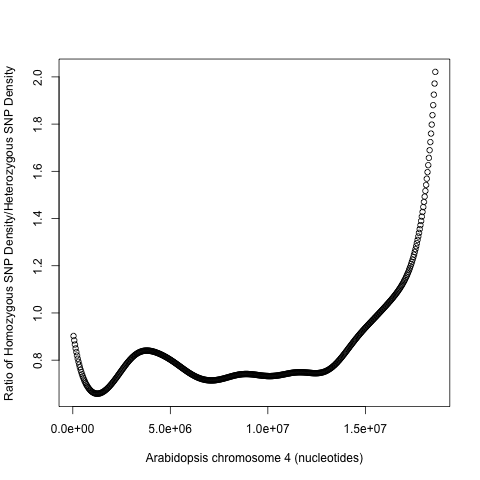 Ratio of Homozygous SNP Density/Heterozygous SNP Density
2.0
1.8
1.6
1.4
1.2
1.0
0.8
0.0e+00 5.0e+06 1.0e+07 1.5e+07
Arabidopsis chromosome 4 (nucleotides)